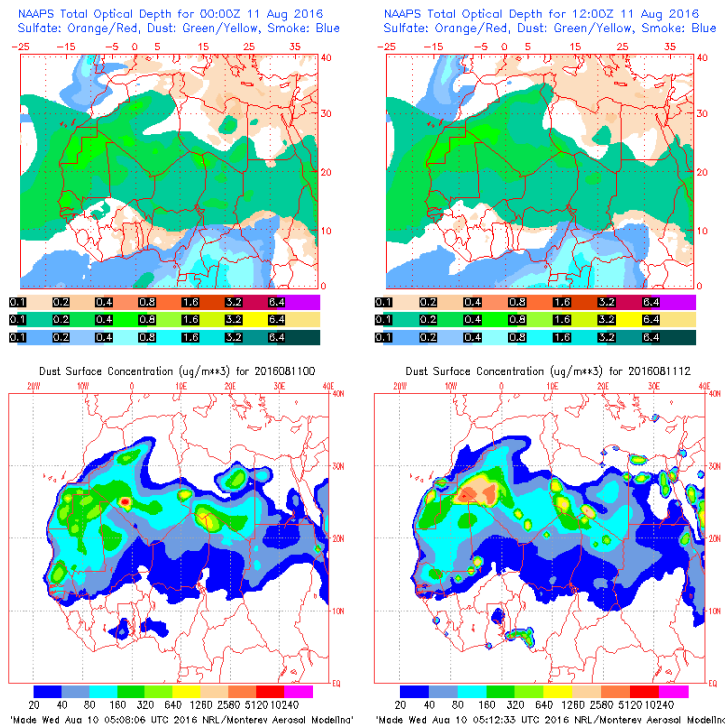 NAAPS Total Optical Depth for 00:00Z 11 Aug 2016
Sulfate: Orange/Red, Dust: Green/Yellow, Smoke: Blue
-25 -15 -5 5 15 25 35
40
30
20
10
0
0.1 0.2 0.4 0.8 1.6 3.2 6.4
0.1 0.2 0.4 0.8 1.6 3.2 6.4
0.1 0.2 0.4 0.8 1.6 3.2 6.4
NAAPS Total Optical Depth for 12:00Z 11 Aug 2016
Sulfate: Orange/Red, Dust: Green/Yellow, Smoke: Blue
-25 -15 -5 5 15 25 35
40
30
20
10
0
0.1 0.2 0.4 0.8 1.6 3.2 6.4
0.1 0.2 0.4 0.8 1.6 3.2 6.4
0.1 0.2 0.4 0.8 1.6 3.2 6.4
Dust Surface Concentration (ug/m**3) for 2016081100
20W 10W 0 10E 20E 30E 40E
40N
30N
20N
10N
EQ
20 40 80 160 320 640 1260 2580 5120 10240
"Made Wed Aug 10 05:08:06 UTC 2016 NRL/Monterey Aerosol Modeling"
Dust Surface Concentration (ug/m**3) for 2016081112
20W 10W 0 10E 20E 30E 40E
40N
30N
20N
10N
EQ
20 40 80 160 320 640 1260 2580 5120 10240
"Made Wed Aug 10 05:12:33 UTC 2016 NRL/Monterey Aerosol Modeling"